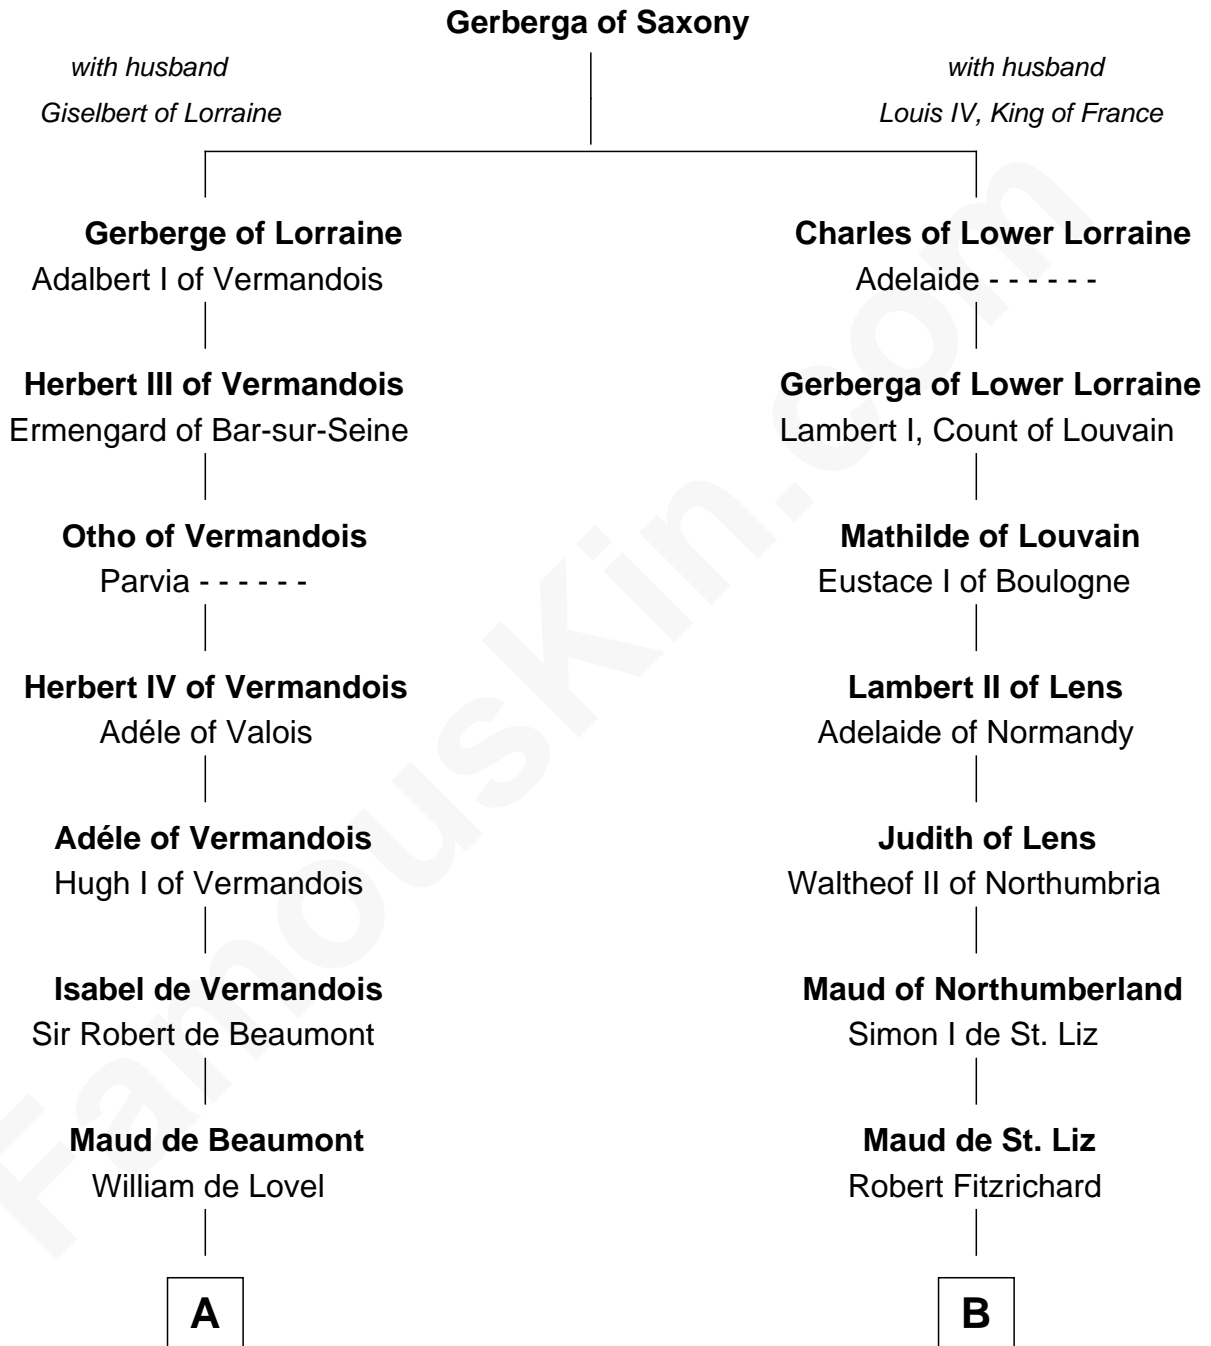 Gerberga of Saxony
with husband
Giselbert of Lorraine
with husband
Louis IV, King of France
Gerberge of Lorraine
Adalbert I of Vermandois
Herbert III of Vermandois
Ermengard of Bar-sur-Seine
Otho of Vermandois
Parvia - - - - - -
Herbert IV of Vermandois
Adéle of Valois
Adéle of Vermandois
Hugh I of Vermandois
Isabel de Vermandois
Sir Robert de Beaumont
Maud de Beaumont
William de Lovel
A
Charles of Lower Lorraine
Adelaide - - - - - -
Gerberga of Lower Lorraine
Lambert I, Count of Louvain
Mathilde of Louvain
Eustace I of Boulogne
Lambert II of Lens
Adelaide of Normandy
Judith of Lens
Waltheof II of Northumbria
Maud of Northumberland
Simon I de St. Liz
Maud de St. Liz
Robert Fitzrichard
B
FamousKin.com